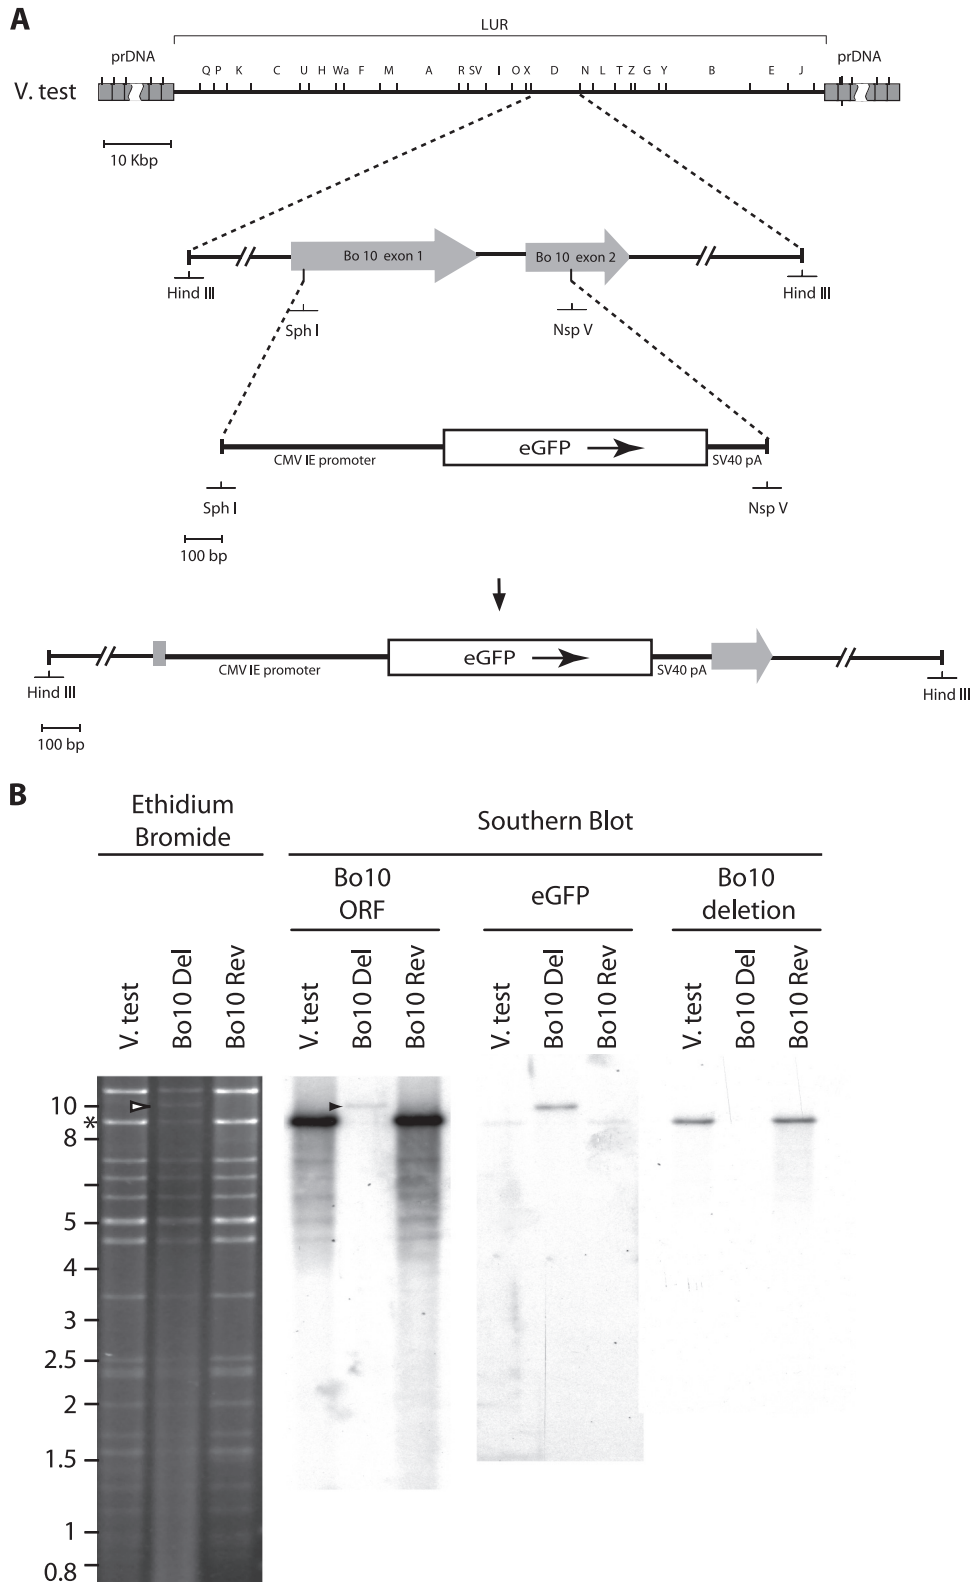 A
LUR
prDNA
prDNA
Q P K C U H Wa F M A R SV I O X D N L T Z G Y B E J
V. test
10 Kbp
Bo 10 exon 1
Bo 10 exon 2
Hind III
Hind III
Sph I
Nsp V
eGFP
CMV IE promoter
SV40 pA
Sph I
Nsp V
100 bp
eGFP
CMV IE promoter
SV40 pA
Hind III
Hind III
100 bp
B
Ethidium
Bromide
Southern Blot
Bo10
ORF
eGFP
Bo10
deletion
V. test
Bo10 Del
Bo10 Rev
V. test
Bo10 Del
Bo10 Rev
V. test
Bo10 Del
Bo10 Rev
V. test
Bo10 Del
Bo10 Rev
10
*
8
5
4
3
2.5
2
1.5
1
0.8